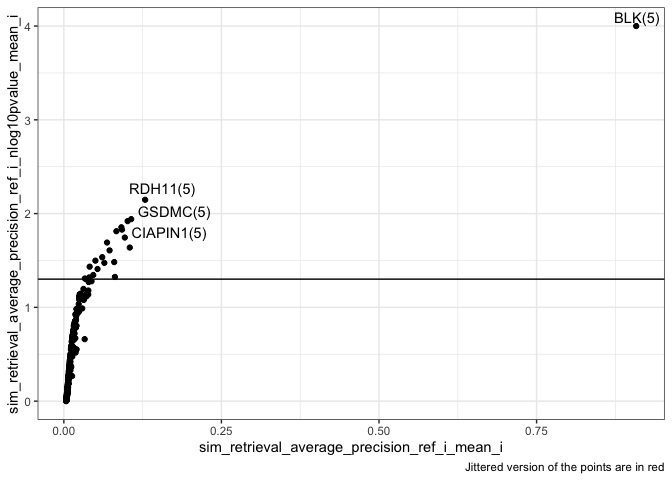 sim_retrieval_average_precision_ref_i_nlog10pvalue_mean_i
4
3
2
1
0
BLK(5)
RDH11(5)
GSDMC(5)
CIAPIN1(5)
0.00
0.25
0.50
0.75
sim_retrieval_average_precision_ref_i_mean_i
Jittered version of the points are in red